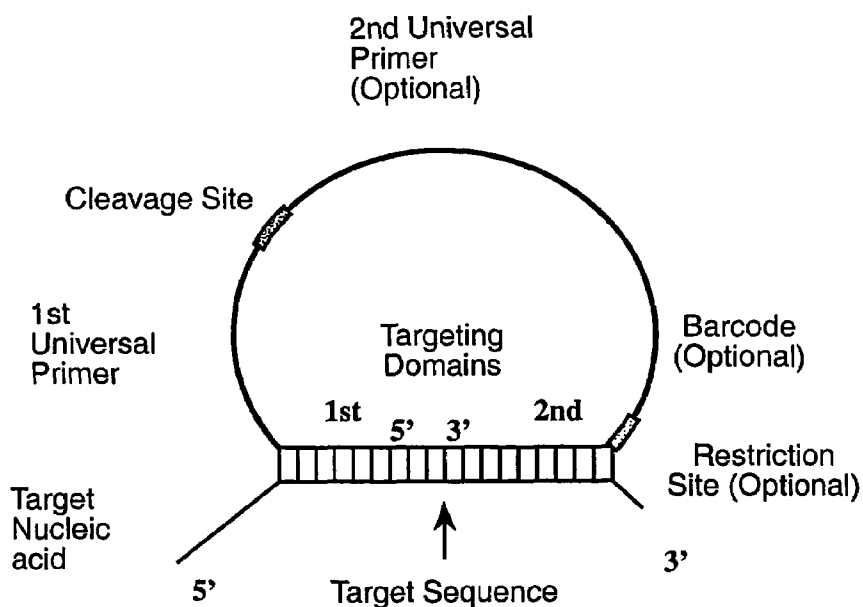 2nd Universal
Primer
(Optional)
Cleavage Site
1st
Universal
Primer
Targeting
Domains
Barcode
(Optional)
1st
5’
3’
2nd
Restriction
Site (Optional)
Target
Nucleic
acid
5’
Target Sequence
3’